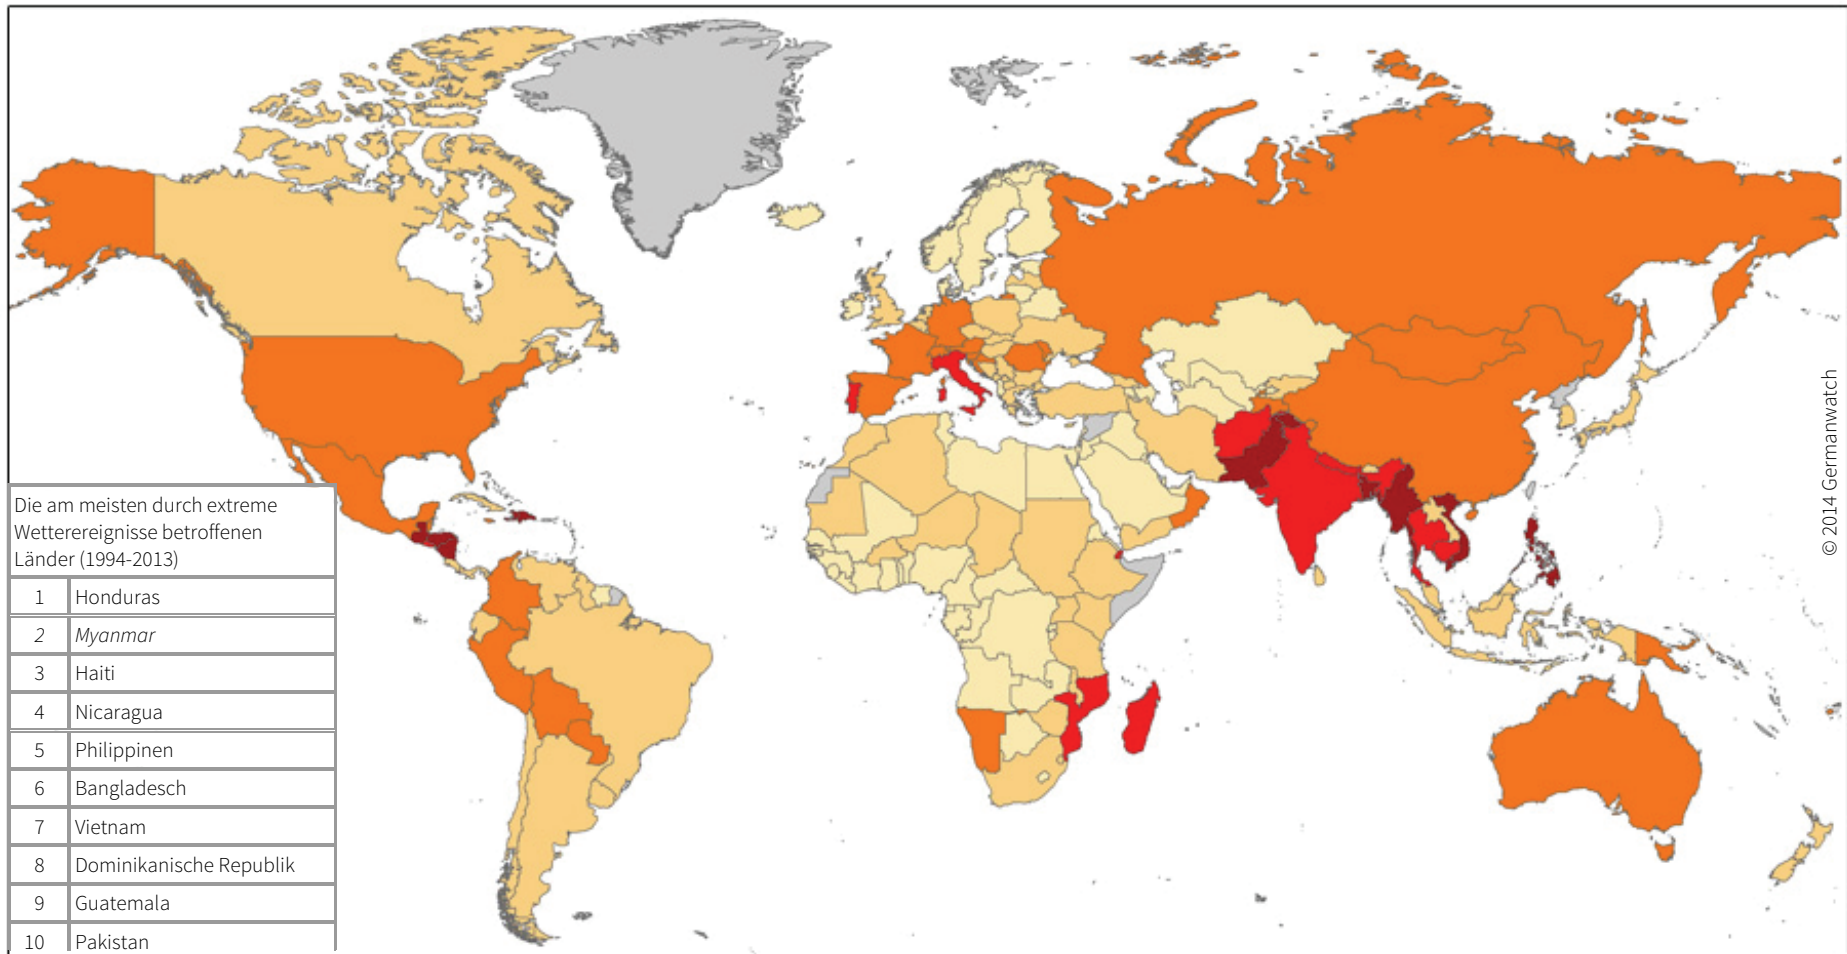 Die am meisten durch extreme
Wetterereignisse betroffenen
Länder (1994-2013)
1 Honduras
2 Myanmar
3 Haiti
4 Nicaragua
5 Philippinen
6 Bangladesch
7 Vietnam
8 Dominikanische Republik
9 Guatemala
10 Pakistan
© 2014 Germanwatch